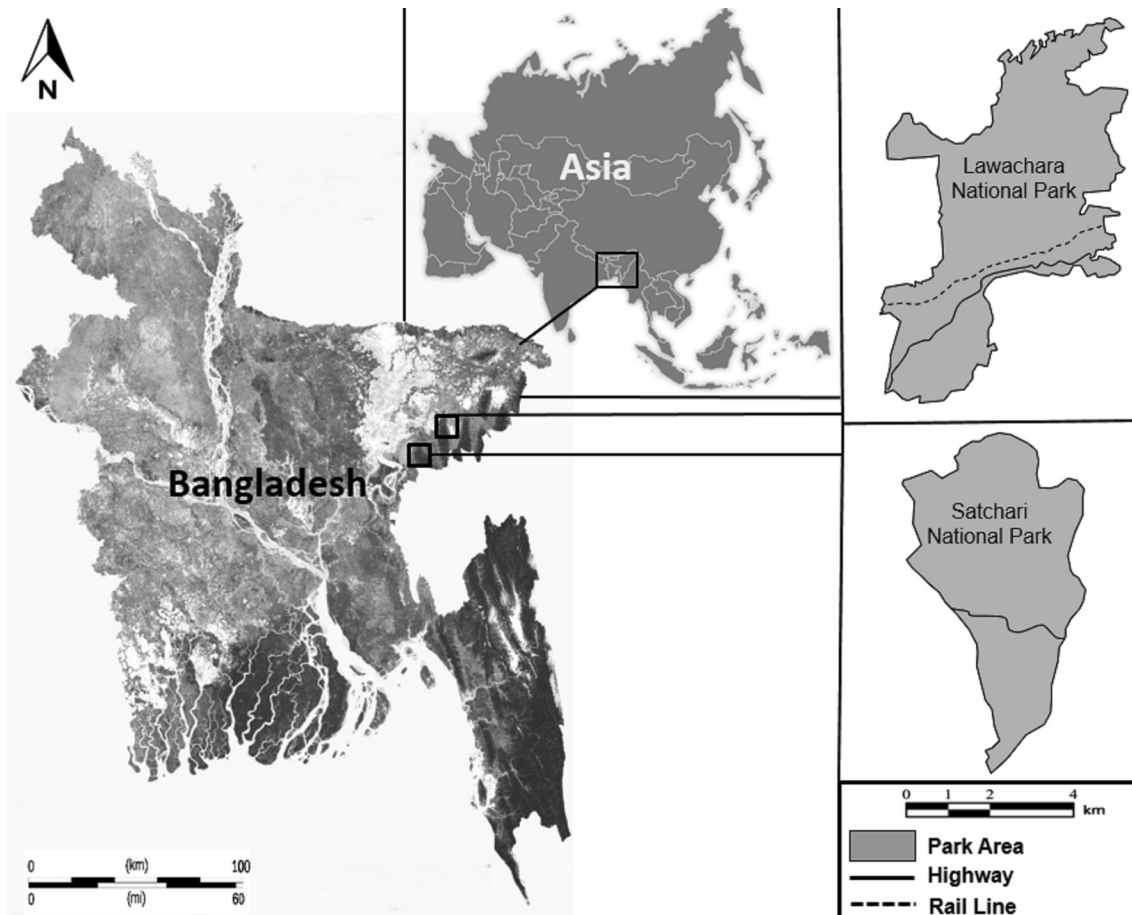 N
Asia
Bangladesh
0 (km) 100
0 (mi) 60
Lawachara
National Park
Satchari
National Park
0 1 2 4
km
Park Area
Highway
Rail Line